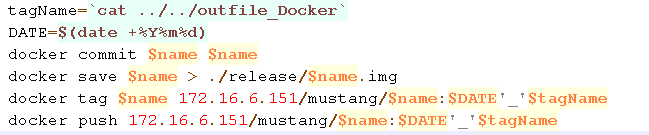 tagName=`cat ../../outfile_Docker`
DATE=$(date +%Y%m%d)
docker commit $name $name
docker save $name > ./release/$name.img
docker tag $name 172.16.6.151/mustang/$name:$DATE'_'$tagName
docker push 172.16.6.151/mustang/$name:$DATE'_'$tagName